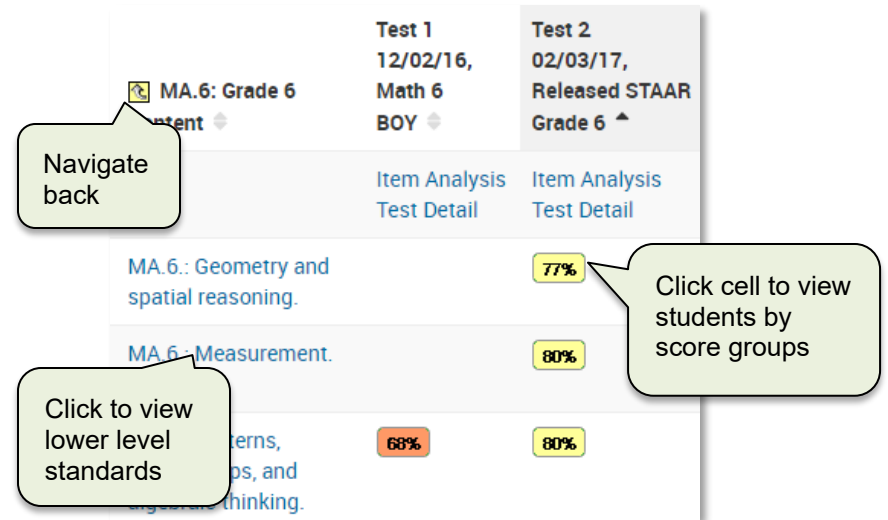 Test 1
12/02/16,
Math 6
BOY
Test 2
02/03/17,
Released STAAR
Grade 6
MA.6: Grade 6
Navigate
back
Item Analysis
Test Detail
Item Analysis
Test Detail
MA.6.: Geometry and
spatial reasoning.
77%
Click cell to view
students by
score groups
MA.6.: Measurement.
80%
Click to view
lower level
standards
and
thinking.
68%
80%